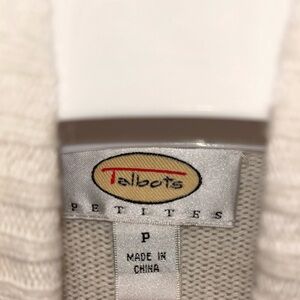 Talbots
PETITES
P
MADE IN
CHINA